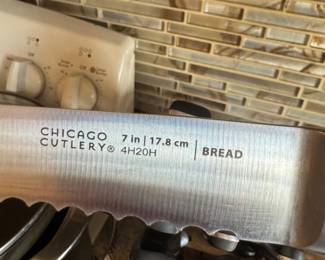 CHICAGO
CUTLERY®
7 in | 17.8 cm
4H20H
BREAD